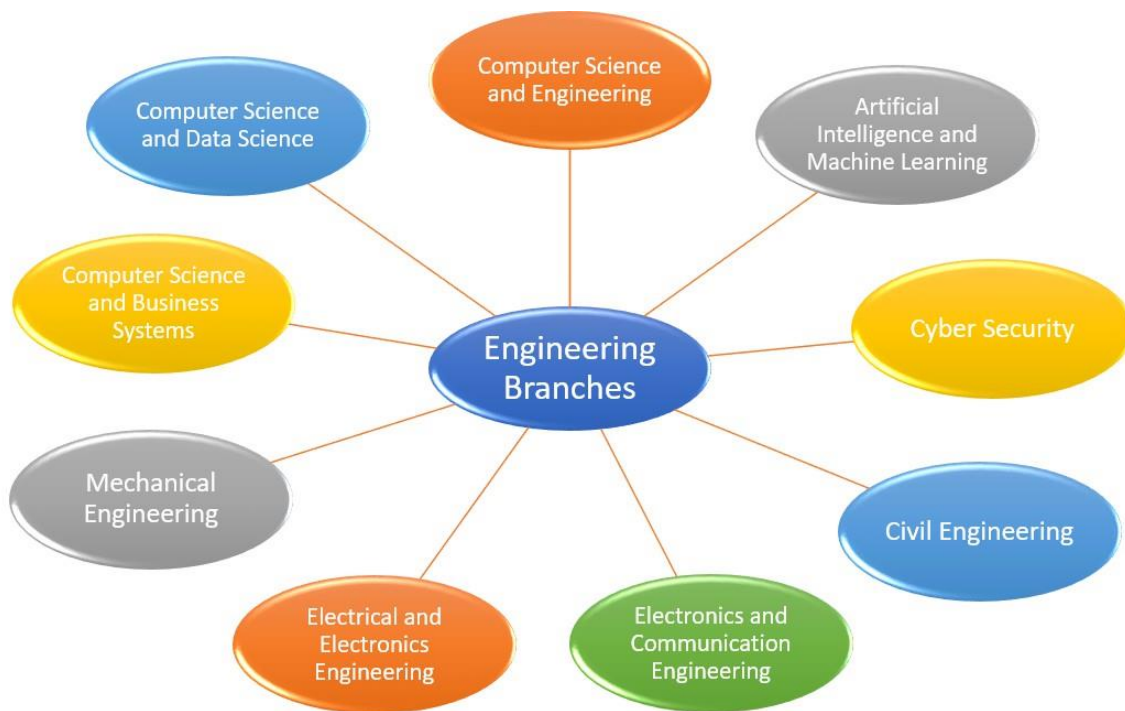 Computer Science
and Engineering
Computer Science
and Data Science
Artificial
Intelligence and
Machine Learning
Computer Science
and Business
Systems
Cyber Security
Engineering
Branches
Mechanical
Engineering
Civil Engineering
Electrical and
Electronics
Engineering
Electronics and
Communication
Engineering